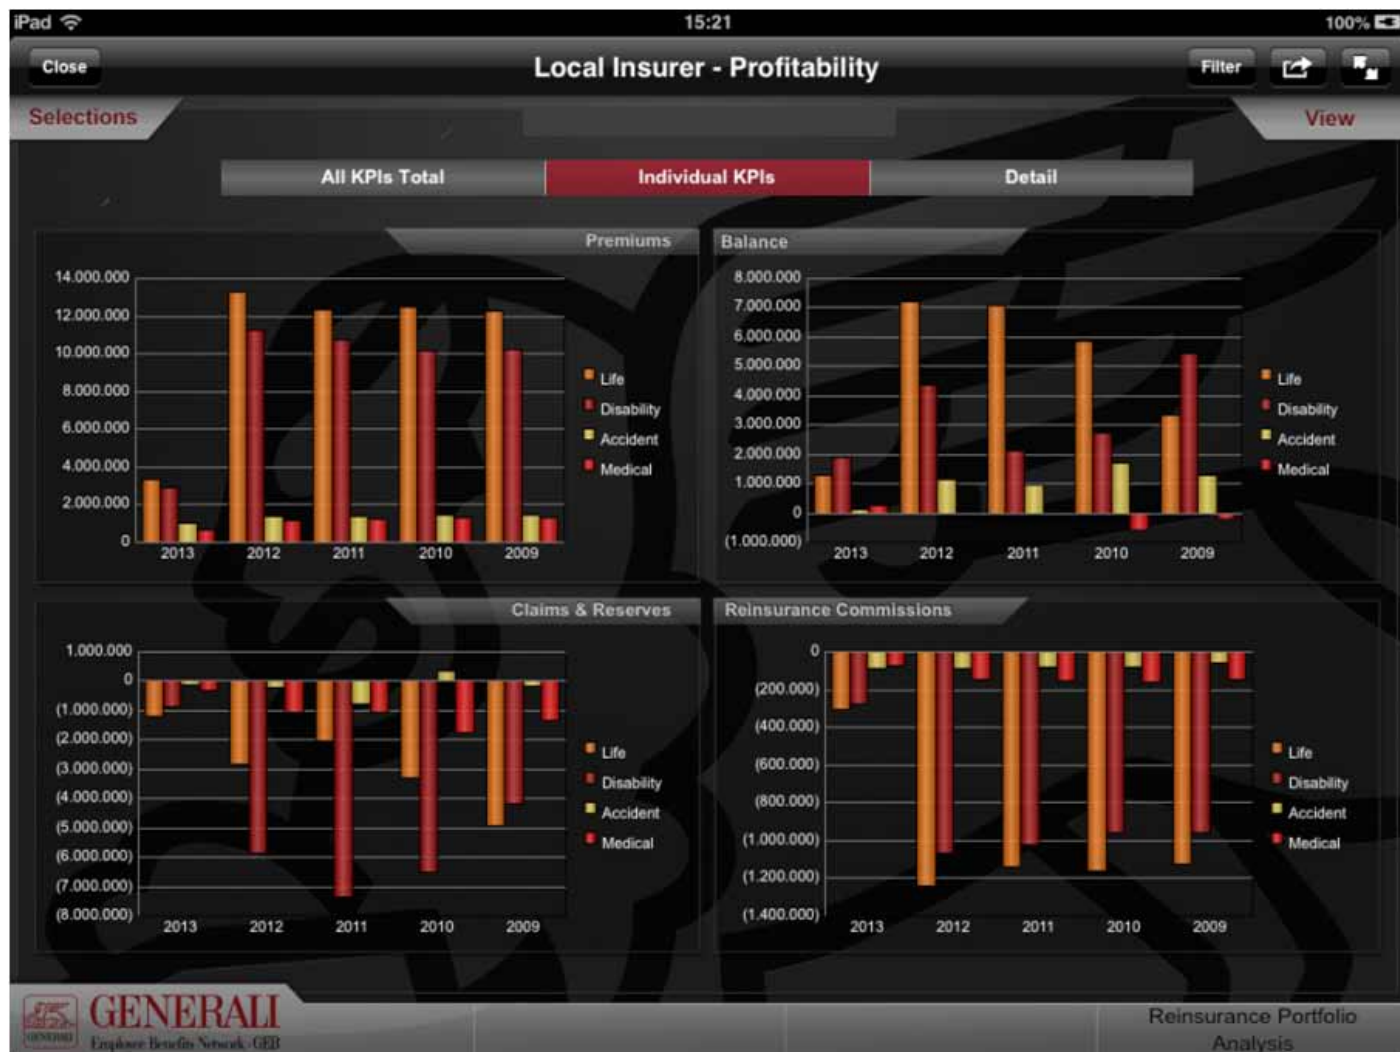 iPad 15:21 100%
Close Local Insurer - Profitability Filter
Selections View
All KPIs Total Individual KPIs Detail
Premiums
14.000.000
12.000.000
10.000.000
8.000.000
6.000.000
4.000.000
2.000.000
0
2013 2012 2011 2010 2009
Life
Disability
Accident
Medical
Balance
8.000.000
7.000.000
6.000.000
5.000.000
4.000.000
3.000.000
2.000.000
1.000.000
0
(1.000.000)
2013 2012 2011 2010 2009
Life
Disability
Accident
Medical
Claims & Reserves
1.000.000
0
(1.000.000)
(2.000.000)
(3.000.000)
(4.000.000)
(5.000.000)
(6.000.000)
(7.000.000)
(8.000.000)
2013 2012 2011 2010 2009
Life
Disability
Accident
Medical
Reinsurance Commissions
0
(200.000)
(400.000)
(600.000)
(800.000)
(1.000.000)
(1.200.000)
(1.400.000)
2013 2012 2011 2010 2009
Life
Disability
Accident
Medical
GENERALI
GENERALI
Employee Benefits Network - GEB
Reinsurance Portfolio
Analysis